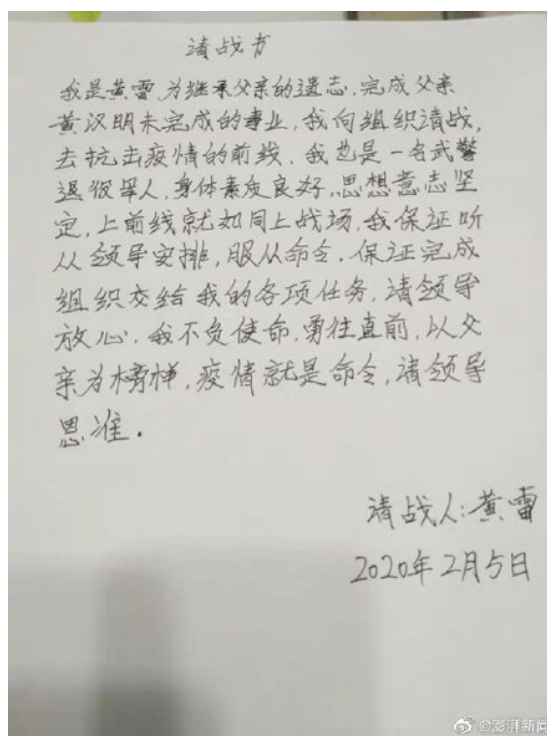 请战书
我是黄雷,为继承父亲的遗志,完成父亲
黄汉明未完成的事业,我向组织请战,
去抗击疫情的前线.我也是一名武警
退役军人,身体素质良好,思想意志坚
定,上前线就如同上战场,我保证听
从领导安排,服从命令.保证完成
组织交给我的各项任务.请领导
放心.我不负使命,勇往直前,以父
亲为榜样,疫情就是命令,请领导
恩准.
请战人:黄雷
2020年2月5日
@澎湃新闻